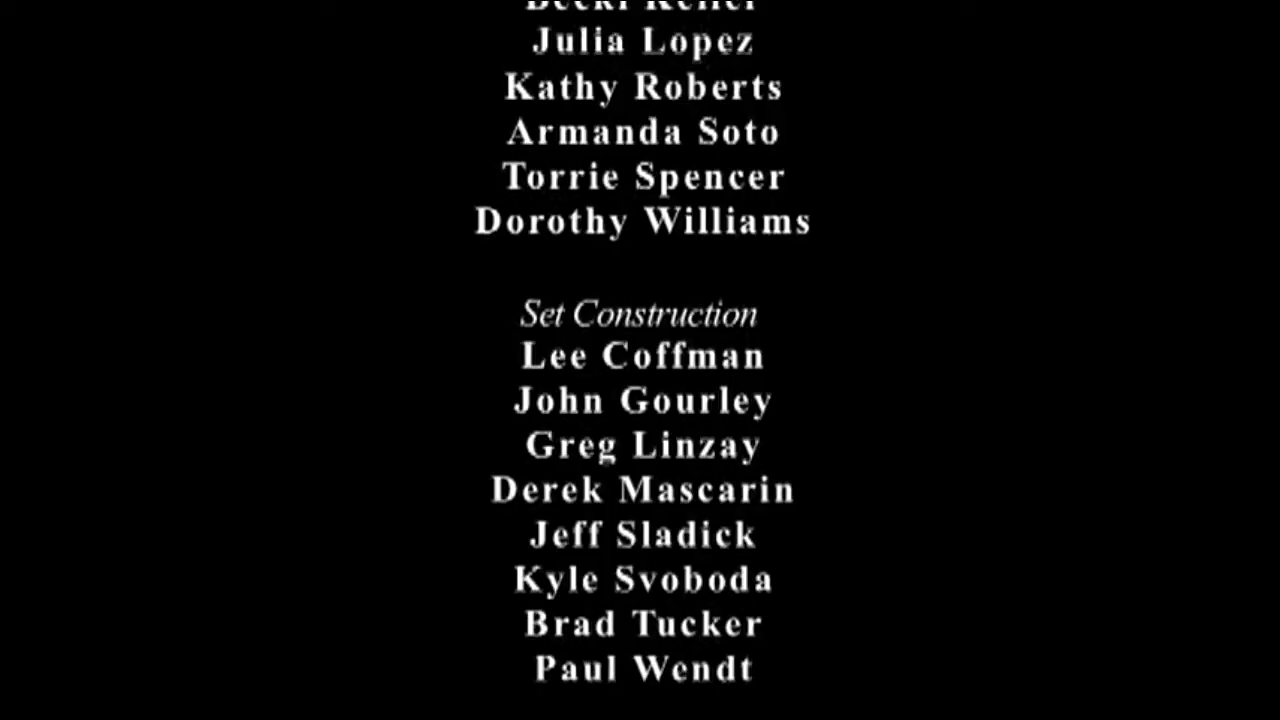 Julia Lopez
Kathy Roberts
Armanda Soto
Torrie Spencer
Dorothy Williams
Set Construction
Lee Coffman
John Gourley
Greg Linzay
Derek Mascarin
Jeff Sladick
Kyle Svoboda
Brad Tucker
Paul Wendt